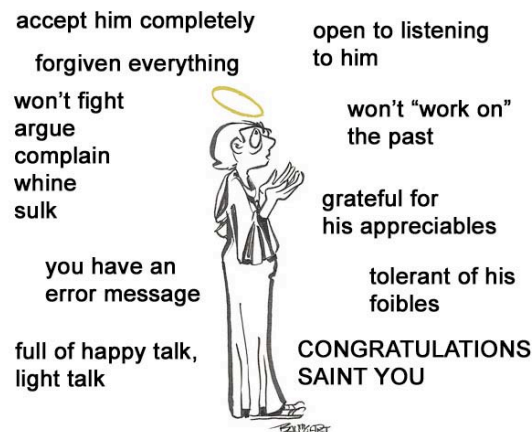 accept him completely
forgiven everything
won't fight
argue
complain
whine
sulk
you have an
error message
full of happy talk,
light talk
open to listening
to him
won't “work on”
the past
grateful for
his appreciables
tolerant of his
foibles
CONGRATULATIONS
SAINT YOU